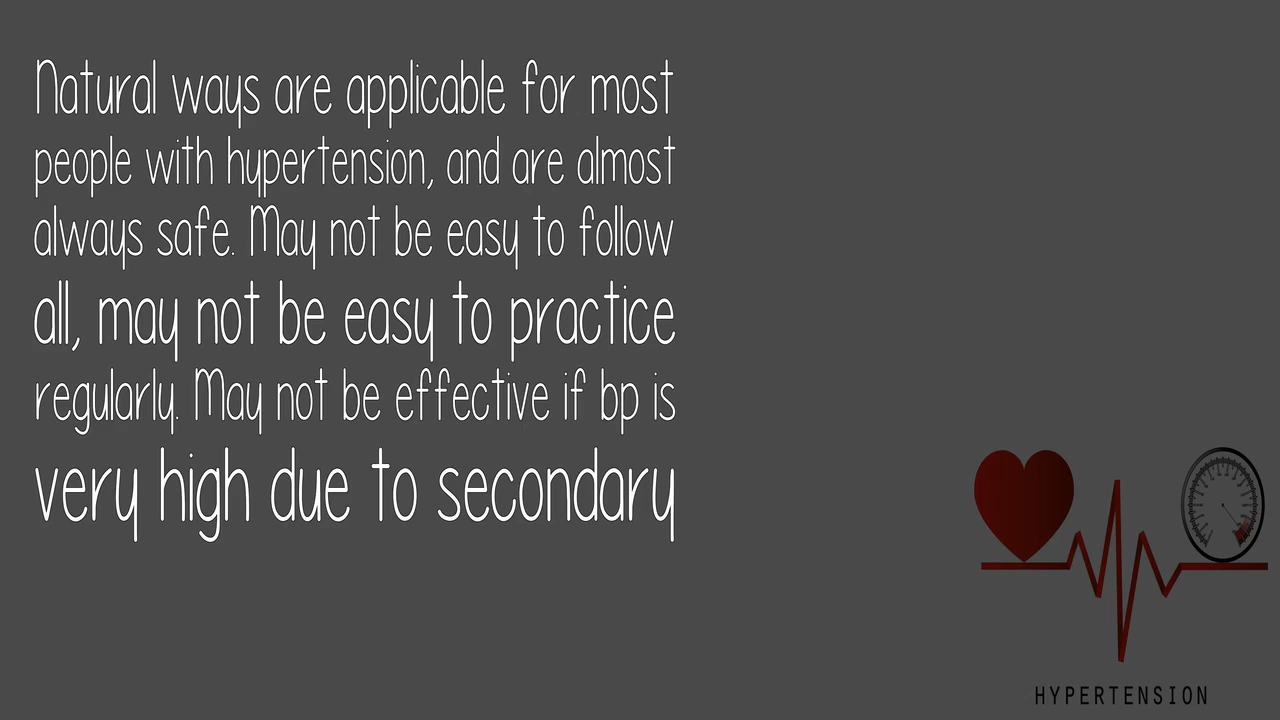 Natural ways are applicable for most
people with hypertension, and are almost
always safe. May not be easy to follow
all, may not be easy to practice
regularly. May not be effective if bp is
very high due to secondary
HYPERTENSION